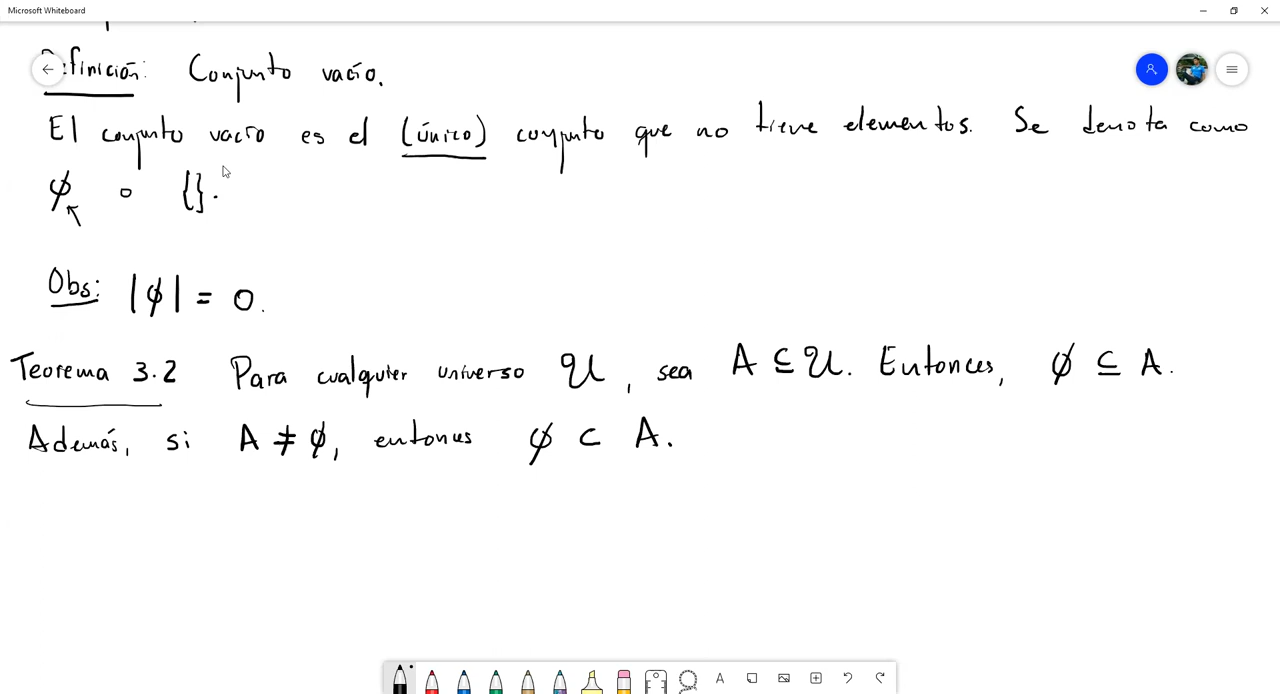 Microsoft Whiteboard
Definición: Conjunto vacío.
El conjunto vacío es el (único) conjunto que no tiene elementos. Se denota como
∅ o {}.
Obs: |∅| = 0.
Teorema 3.2 Para cualquier universo 𝒰, sea A ⊆ 𝒰. Entonces, ∅ ⊆ A.
Además, si A ≠ ∅, entonces ∅ ⊂ A.